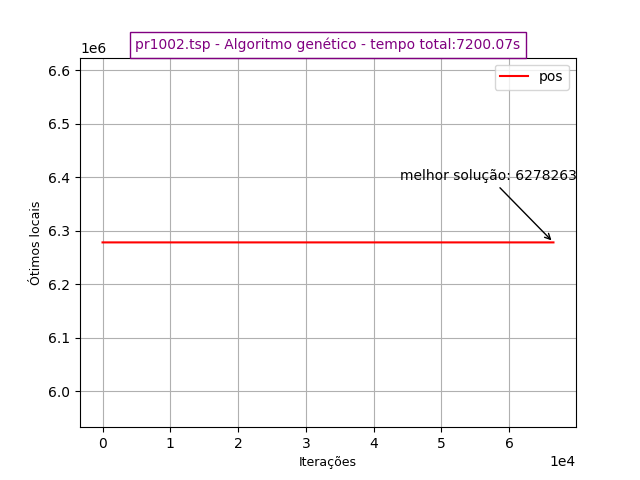 pr1002.tsp - Algoritmo genético - tempo total:7200.07s
1e6
pos
6.6
6.5
6.4
6.3
6.2
6.1
6.0
melhor solução: 6278263
Ótimos locais
0 1 2 3 4 5 6
Iterações
1e4